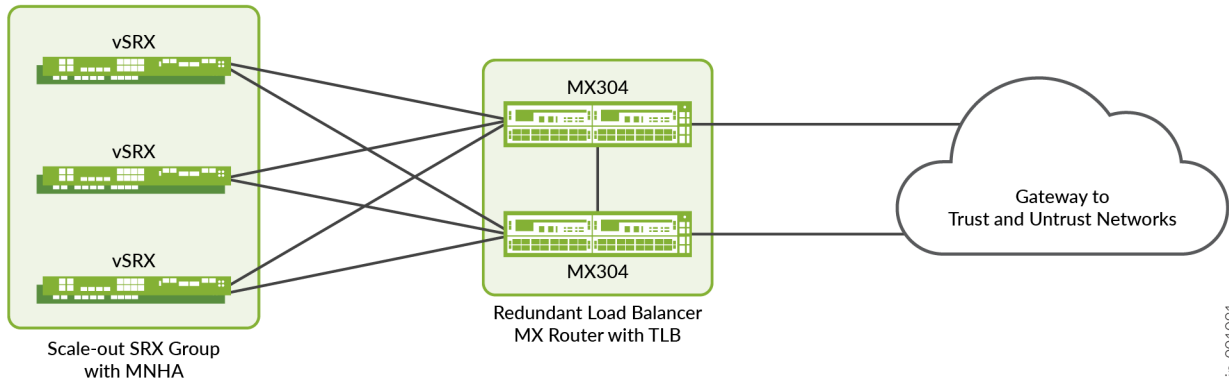 vSRX
vSRX
vSRX
Scale-out SRX Group
with MNHA
MX304
MX304
Redundant Load Balancer
MX Router with TLB
Gateway to
Trust and Untrust Networks